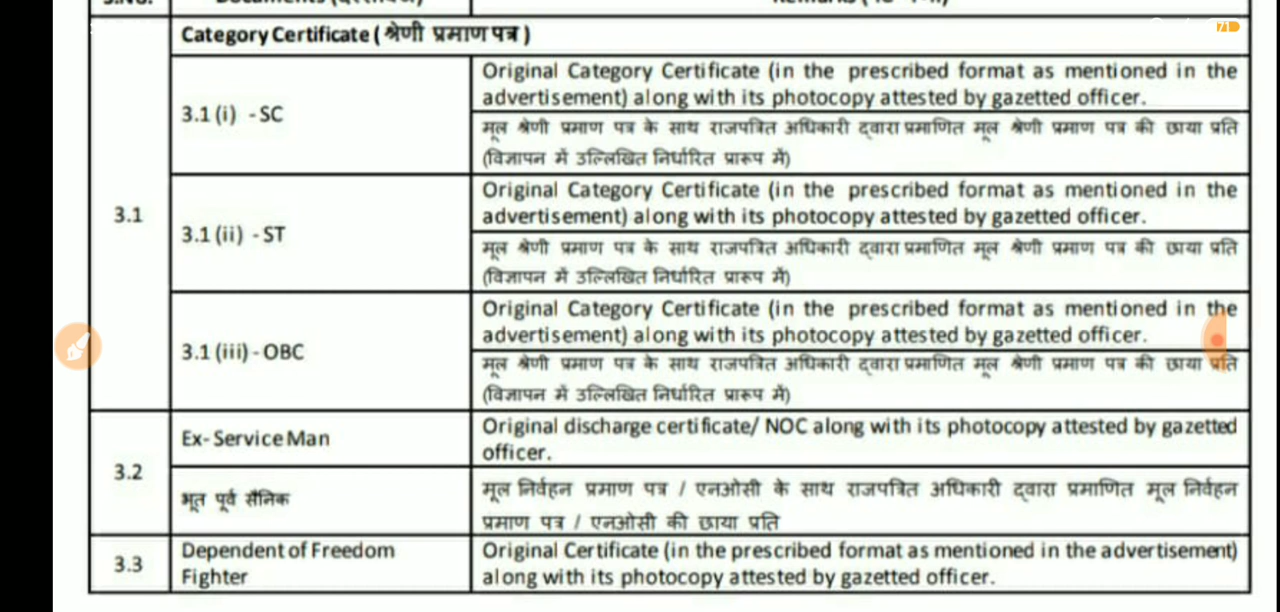 S.No. Documents (दस्तावेज) Remarks (टिप्पणी)
71
Category Certificate ( श्रेणी प्रमाण पत्र )
3.1
3.1 (i) - SC
Original Category Certificate (in the prescribed format as mentioned in the
advertisement) along with its photocopy attested by gazetted officer.
मूल श्रेणी प्रमाण पत्र के साथ राजपत्रित अधिकारी द्वारा प्रमाणित मूल श्रेणी प्रमाण पत्र की छाया प्रति
(विज्ञापन में उल्लिखित निर्धारित प्रारूप में)
3.1 (ii) - ST
Original Category Certificate (in the prescribed format as mentioned in the
advertisement) along with its photocopy attested by gazetted officer.
मूल श्रेणी प्रमाण पत्र के साथ राजपत्रित अधिकारी द्वारा प्रमाणित मूल श्रेणी प्रमाण पत्र की छाया प्रति
(विज्ञापन में उल्लिखित निर्धारित प्रारूप में)
3.1 (iii) - OBC
Original Category Certificate (in the prescribed format as mentioned in the
advertisement) along with its photocopy attested by gazetted officer.
मूल श्रेणी प्रमाण पत्र के साथ राजपत्रित अधिकारी द्वारा प्रमाणित मूल श्रेणी प्रमाण पत्र की छाया प्रति
(विज्ञापन में उल्लिखित निर्धारित प्रारूप में)
3.2
Ex- Service Man
Original discharge certificate/ NOC along with its photocopy attested by gazetted
officer.
भूत पूर्व सैनिक
मूल निर्वहन प्रमाण पत्र / एनओसी के साथ राजपत्रित अधिकारी द्वारा प्रमाणित मूल निर्वहन
प्रमाण पत्र / एनओसी की छाया प्रति
3.3
Dependent of Freedom
Fighter
Original Certificate (in the prescribed format as mentioned in the advertisement)
along with its photocopy attested by gazetted officer.